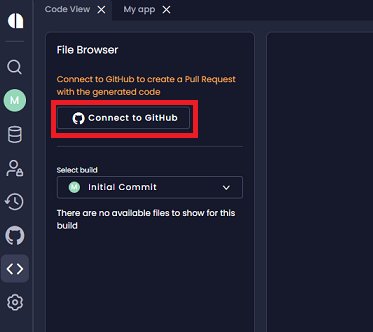 Code View
My app
File Browser
Connect to GitHub to create a Pull Request
with the generated code
Connect to GitHub
Select build
M
M Initial Commit
There are no available files to show for this
build